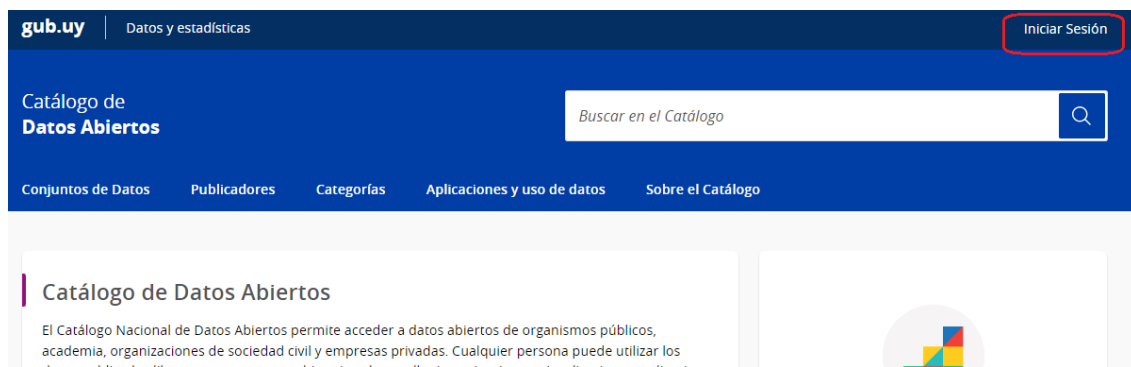 gub.uy Datos y estadísticas Iniciar Sesión
Catálogo de
Datos Abiertos
Buscar en el Catálogo
Conjuntos de Datos Publicadores Categorías Aplicaciones y uso de datos Sobre el Catálogo
Catálogo de Datos Abiertos
El Catálogo Nacional de Datos Abiertos permite acceder a datos abiertos de organismos públicos,
academia, organizaciones de sociedad civil y empresas privadas. Cualquier persona puede utilizar los